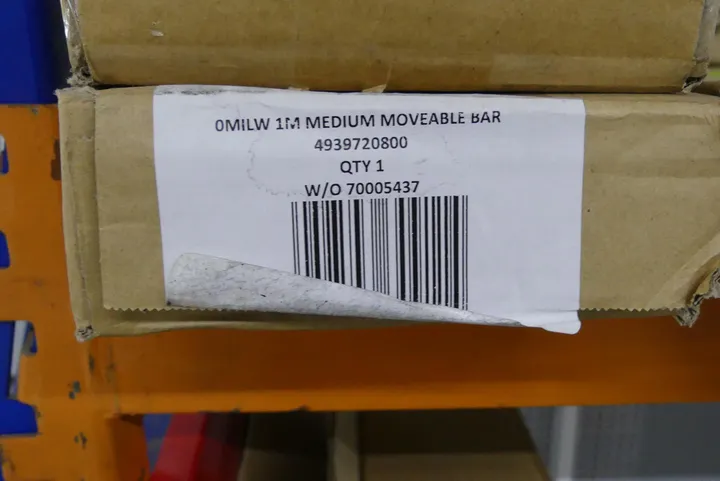 0MILW 1M MEDIUM MOVEABLE BAR
4939720800
QTY 1
W/O 70005437